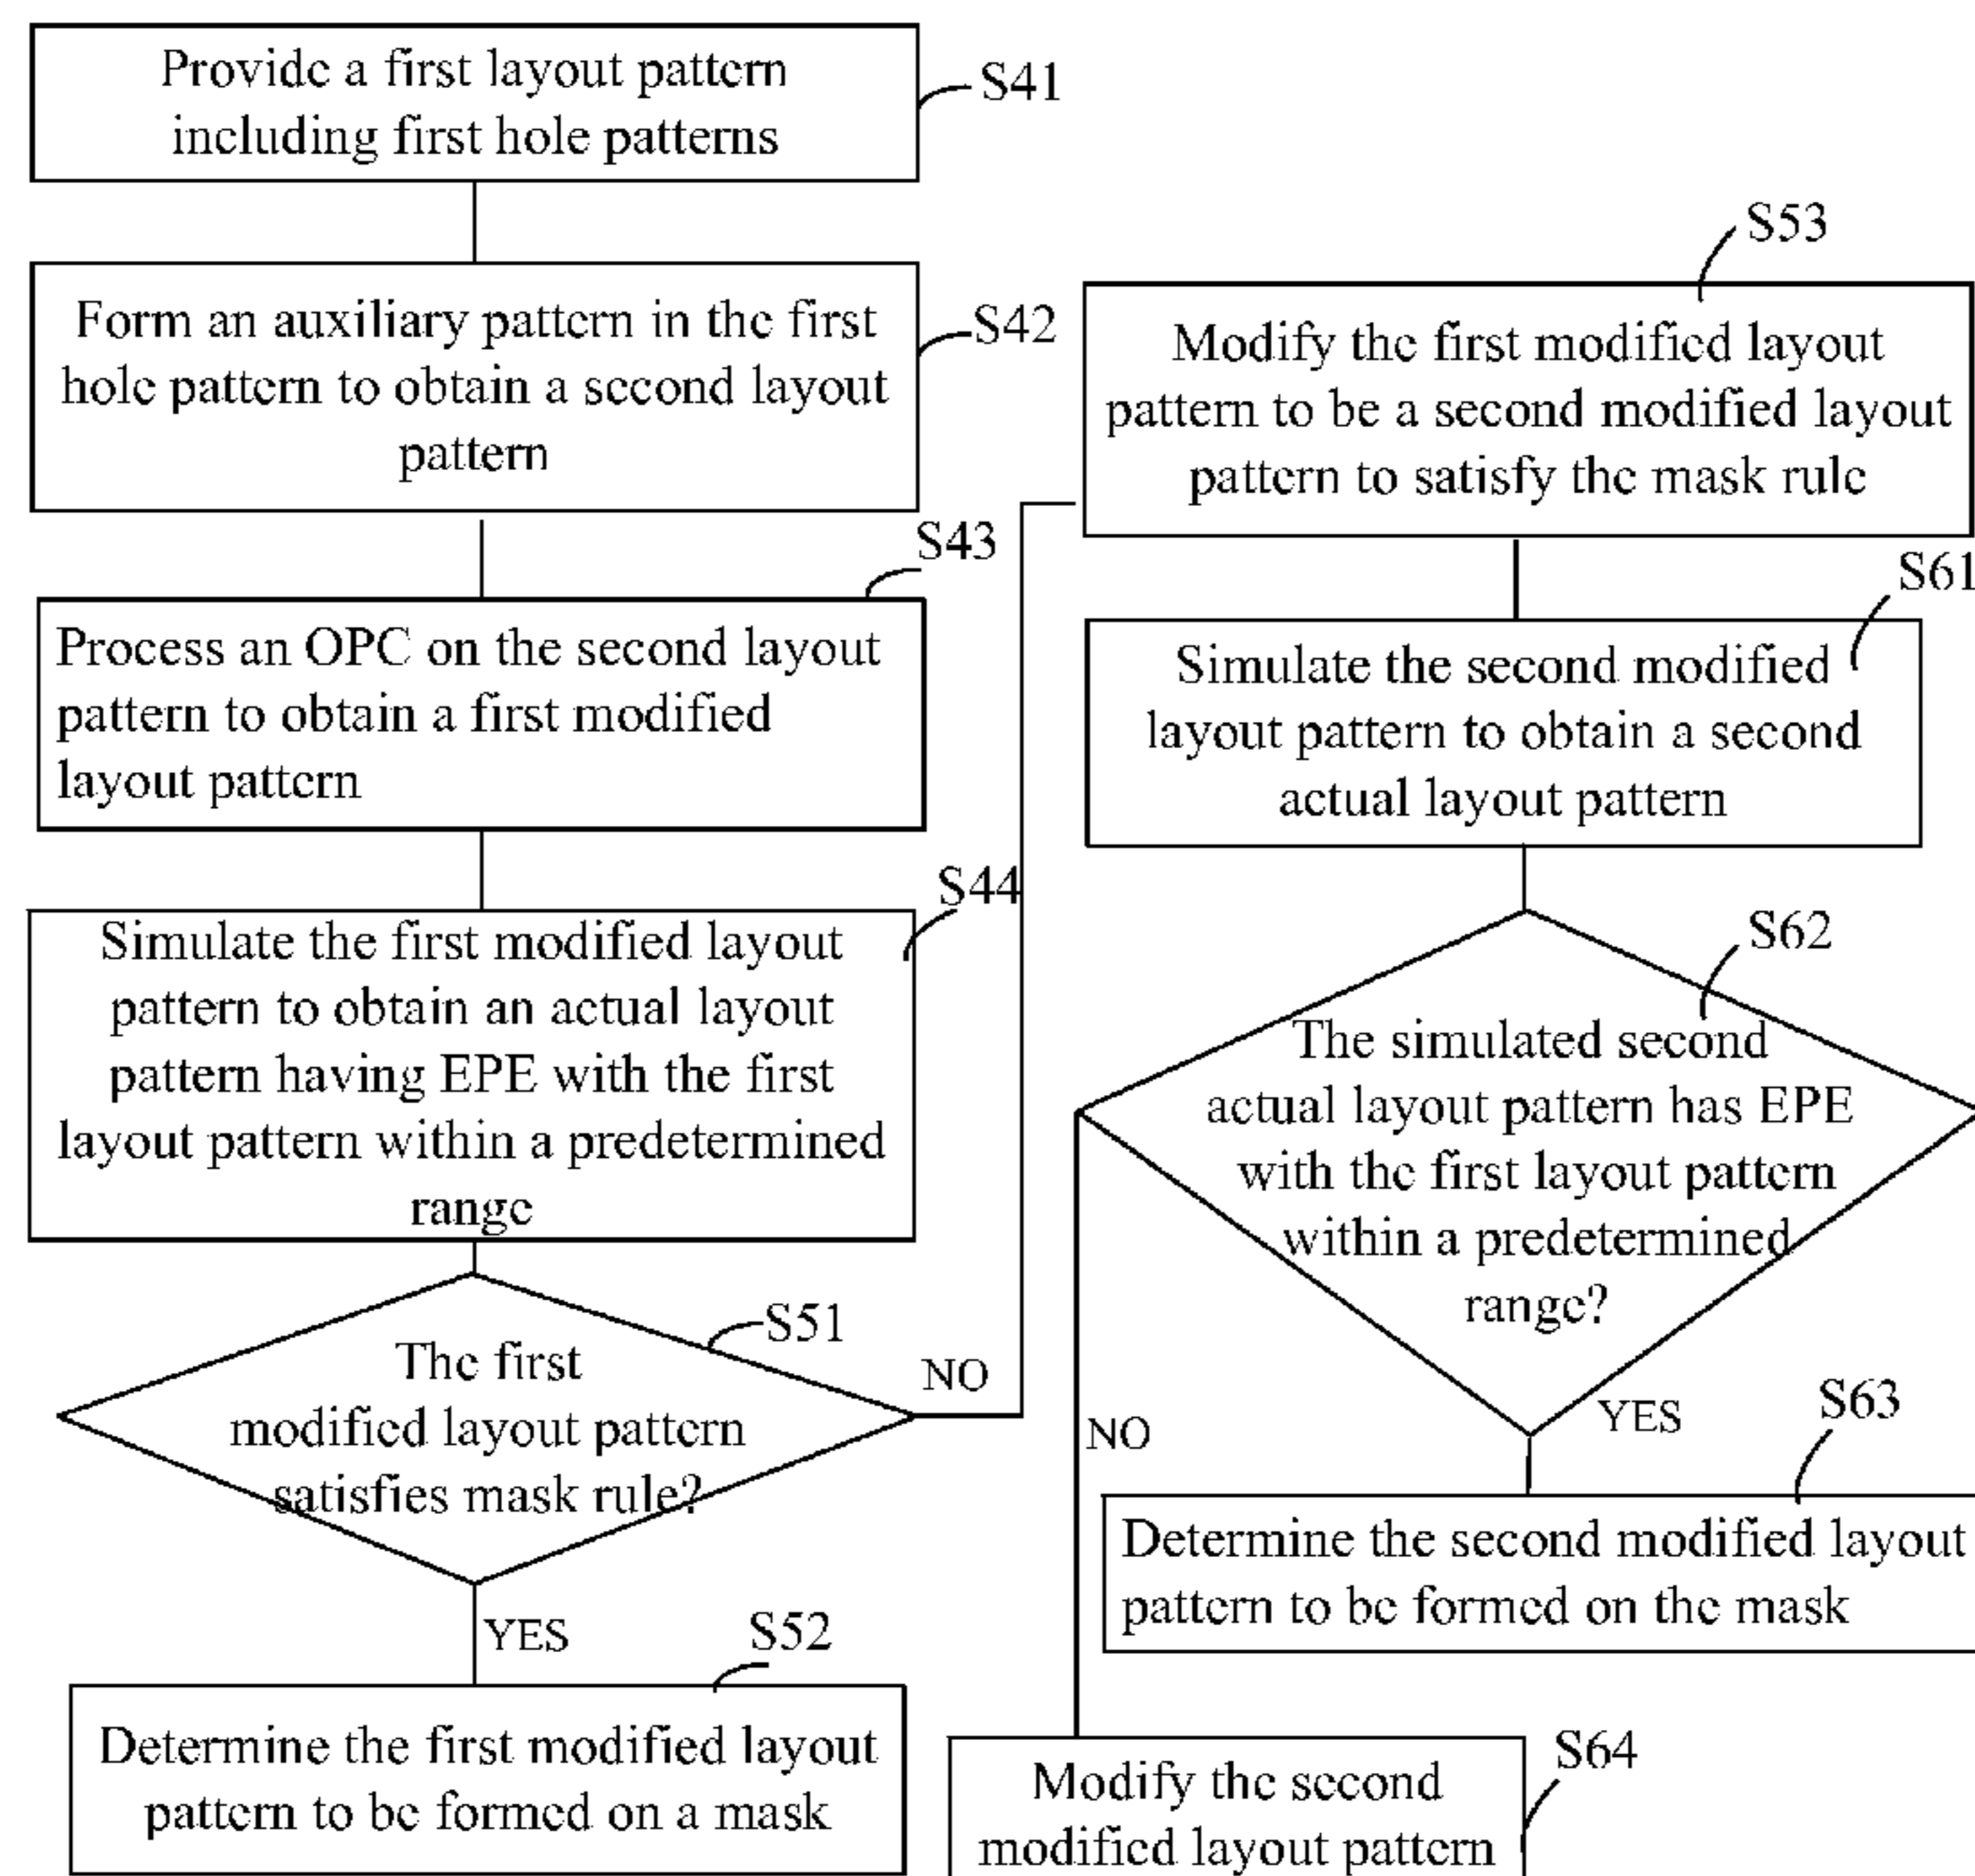 Provide a first layout pattern
including first hole patterns
S41
Form an auxiliary pattern in the first
hole pattern to obtain a second layout
pattern
S42
S43
Process an OPC on the second layout
pattern to obtain a first modified
layout pattern
S44
Simulate the first modified layout
pattern to obtain an actual layout
pattern having EPE with the first
layout pattern within a predetermined
range
S51
The first
modified layout pattern
satisfies mask rule?
NO
YES
S52
Determine the first modified layout
pattern to be formed on a mask
S53
Modify the first modified layout
pattern to be a second modified layout
pattern to satisfy the mask rule
S61
Simulate the second modified
layout pattern to obtain a second
actual layout pattern
S62
The simulated second
actual layout pattern has EPE
with the first layout pattern
within a predetermined
range?
NO
YES
S63
Determine the second modified layout
pattern to be formed on the mask
S64
Modify the second
modified layout pattern